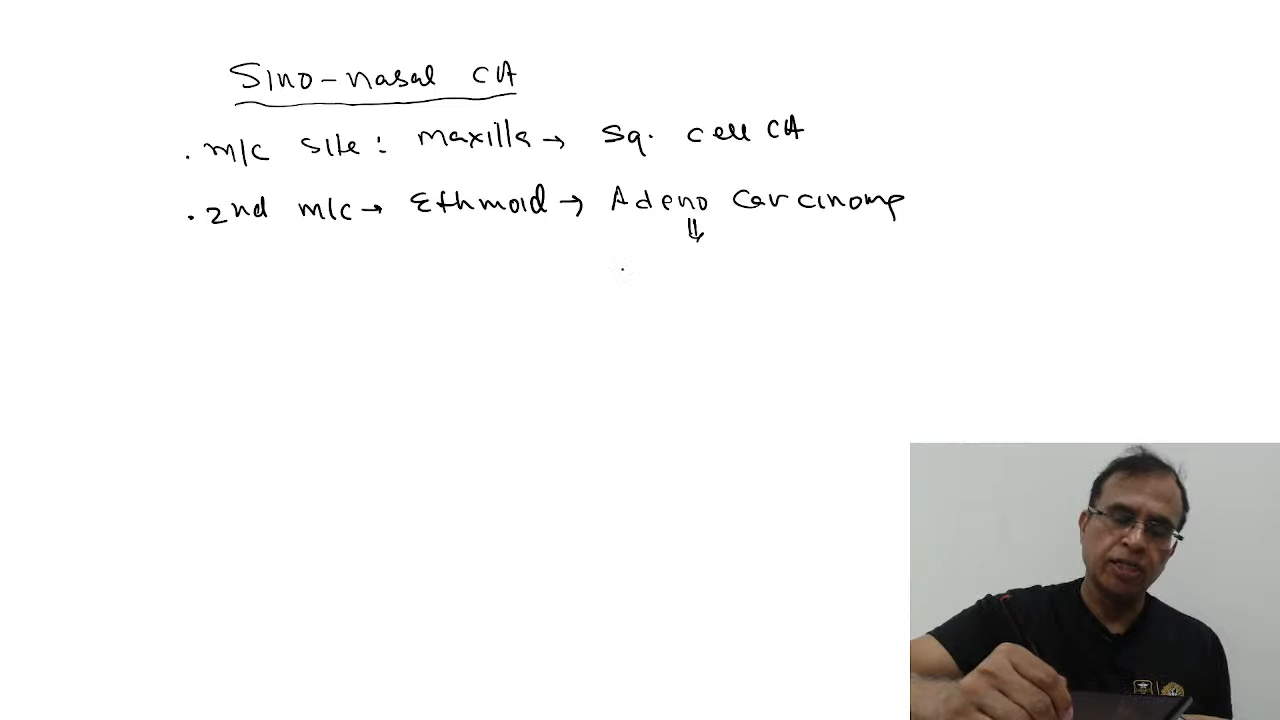 Sino-nasal CA
. m/c site : maxilla → Sq. cell CA
. 2nd m/c → Ethmoid → Adeno Carcinoma